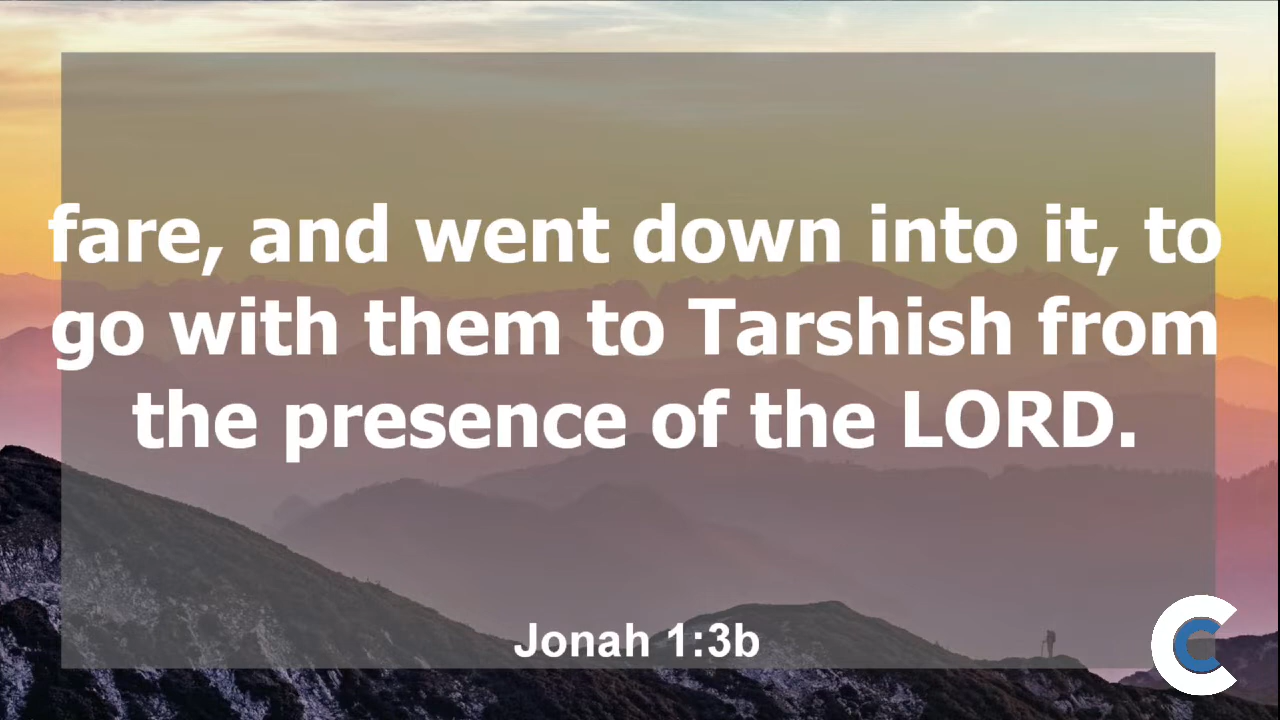 fare, and went down into it, to
go with them to Tarshish from
the presence of the LORD.
Jonah 1:3b